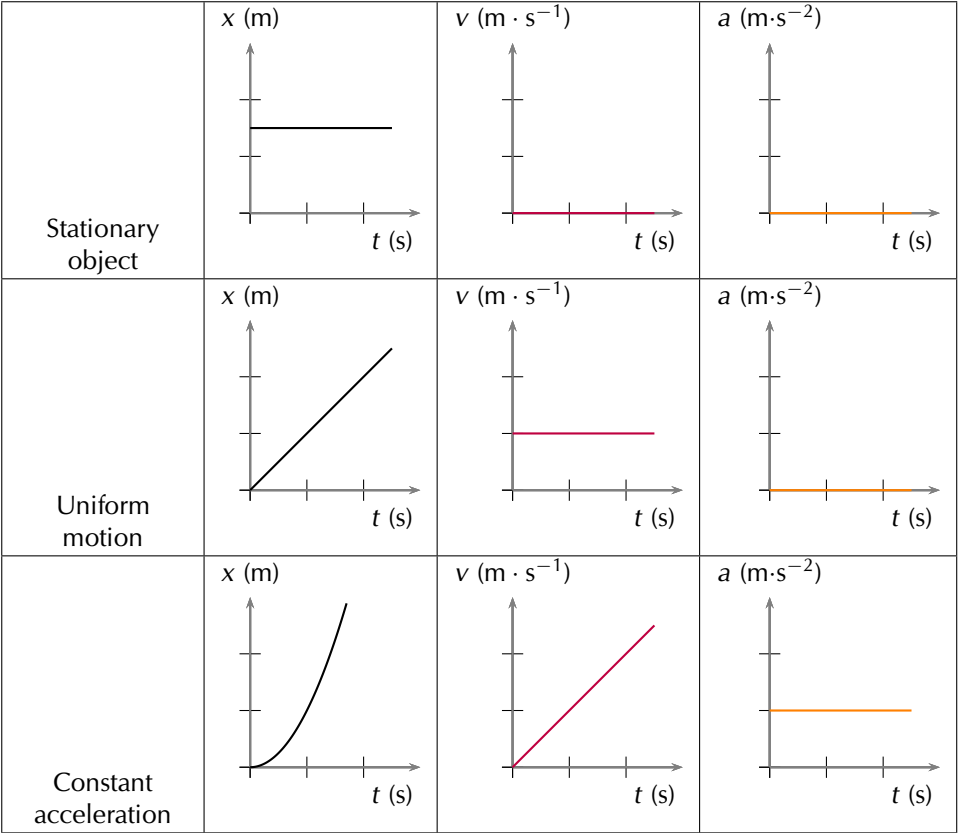 x (m)
v (m · s⁻¹)
a (m·s⁻²)
Stationary
object
t (s)
t (s)
t (s)
x (m)
v (m · s⁻¹)
a (m·s⁻²)
Uniform
motion
t (s)
t (s)
t (s)
x (m)
v (m · s⁻¹)
a (m·s⁻²)
Constant
acceleration
t (s)
t (s)
t (s)